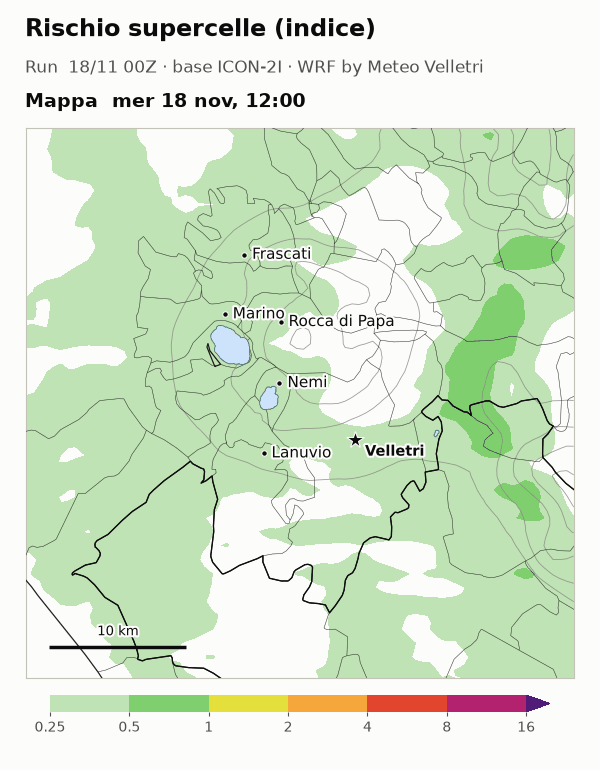 Rischio supercelle (indice)
Run  18/11 00Z · base ICON-2I · WRF by Meteo Velletri
Mappa  mer 18 nov, 12:00
Frascati
Marino
Rocca di Papa
Nemi
Velletri
Lanuvio
10 km
0.25 0.5 1 2 4 8 16